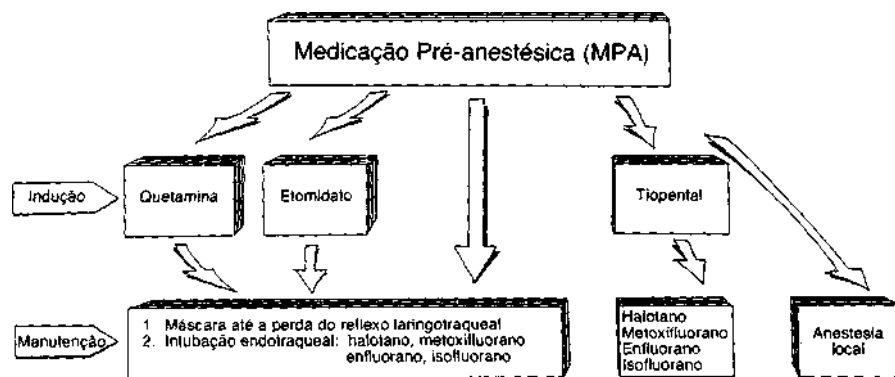 Medicação Pré-anestésica (MPA)
Indução
Quetamina
Etomidato
Tiopental
Manutenção
1 Máscara até a perda do reflexo laringotraqueal
2. Intubação endotraqueal: halotano, metoxifluorano
enfluorano, isofluorano
Halotano
Metoxifluorano
Enfluorano
Isofluorano
Anestesia
local